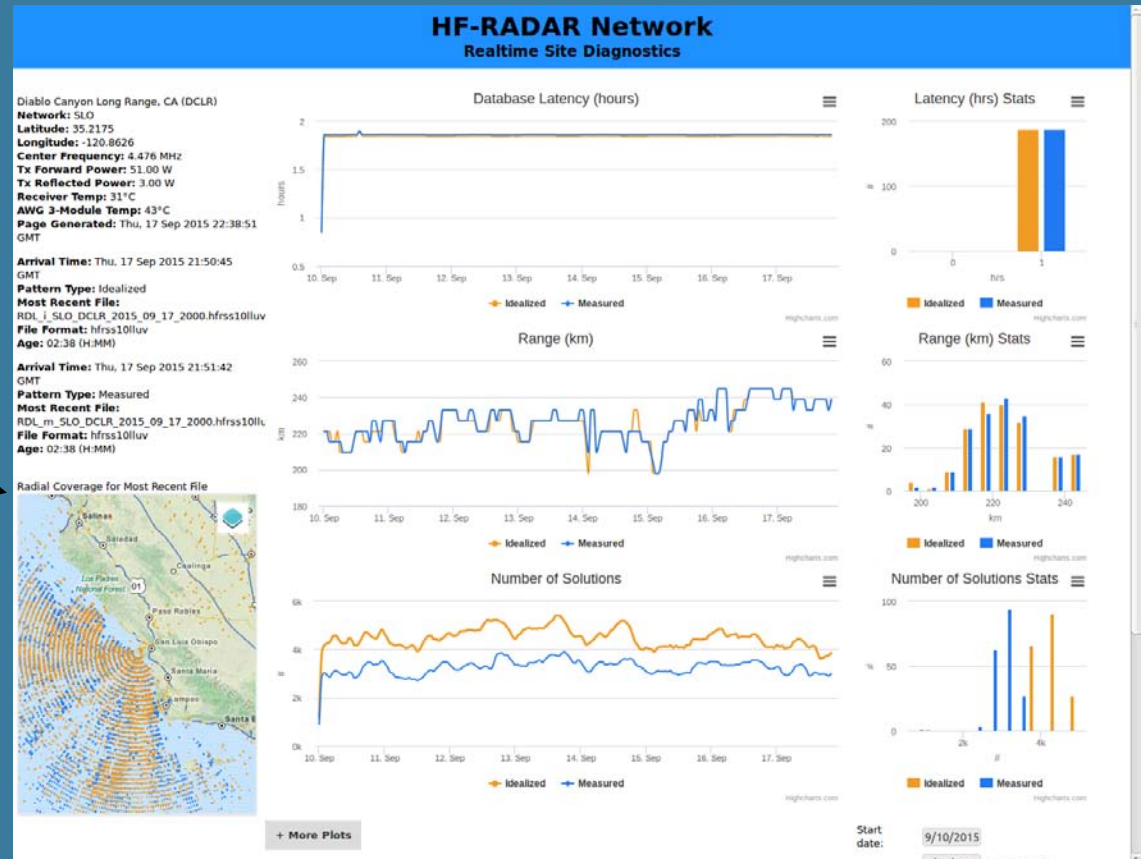 HF-RADAR Network
Realtime Site Diagnostics
Diablo Canyon Long Range, CA (DCLR)
Network: SLO
Latitude: 35.2175
Longitude: -120.8626
Center Frequency: 4.476 MHz
Tx Forward Power: 51.00 W
Tx Reflected Power: 3.00 W
Receiver Temp: 31°C
AWG 3-Module Temp: 43°C
Page Generated: Thu, 17 Sep 2015 22:38:51
GMT
Arrival Time: Thu, 17 Sep 2015 21:50:45
GMT
Pattern Type: Idealized
Most Recent File:
RDL_i_SLO_DCLR_2015_09_17_2000.hfrss10lluv
File Format: hfrss10lluv
Age: 02:38 (H:MM)
Arrival Time: Thu, 17 Sep 2015 21:51:42
GMT
Pattern Type: Measured
Most Recent File:
RDL_m_SLO_DCLR_2015_09_17_2000.hfrss10llu
File Format: hfrss10lluv
Age: 02:38 (H:MM)
Radial Coverage for Most Recent File
Salinas
Soledad
Coalinga
Los Padres
National Forest
01
Paso Robles
San Luis Obispo
Santa Maria
Lompoc
Santa B
Database Latency (hours)
2
1.5
1
0.5
hours
10. Sep 11. Sep 12. Sep 13. Sep 14. Sep 15. Sep 16. Sep 17. Sep
Idealized Measured
Highcharts.com
Latency (hrs) Stats
200
100
0
#
0 1
hrs
Idealized Measured
Highcharts.com
Range (km)
260
240
220
200
180
km
10. Sep 11. Sep 12. Sep 13. Sep 14. Sep 15. Sep 16. Sep 17. Sep
Idealized Measured
Highcharts.com
Range (km) Stats
60
40
20
0
#
200 220 240
km
Idealized Measured
Highcharts.com
Number of Solutions
6k
4k
2k
0k
#
10. Sep 11. Sep 12. Sep 13. Sep 14. Sep 15. Sep 16. Sep 17. Sep
Idealized Measured
Highcharts.com
Number of Solutions Stats
100
50
0
#
2k 4k
#
Idealized Measured
Highcharts.com
+ More Plots
Start
date:
9/10/2015